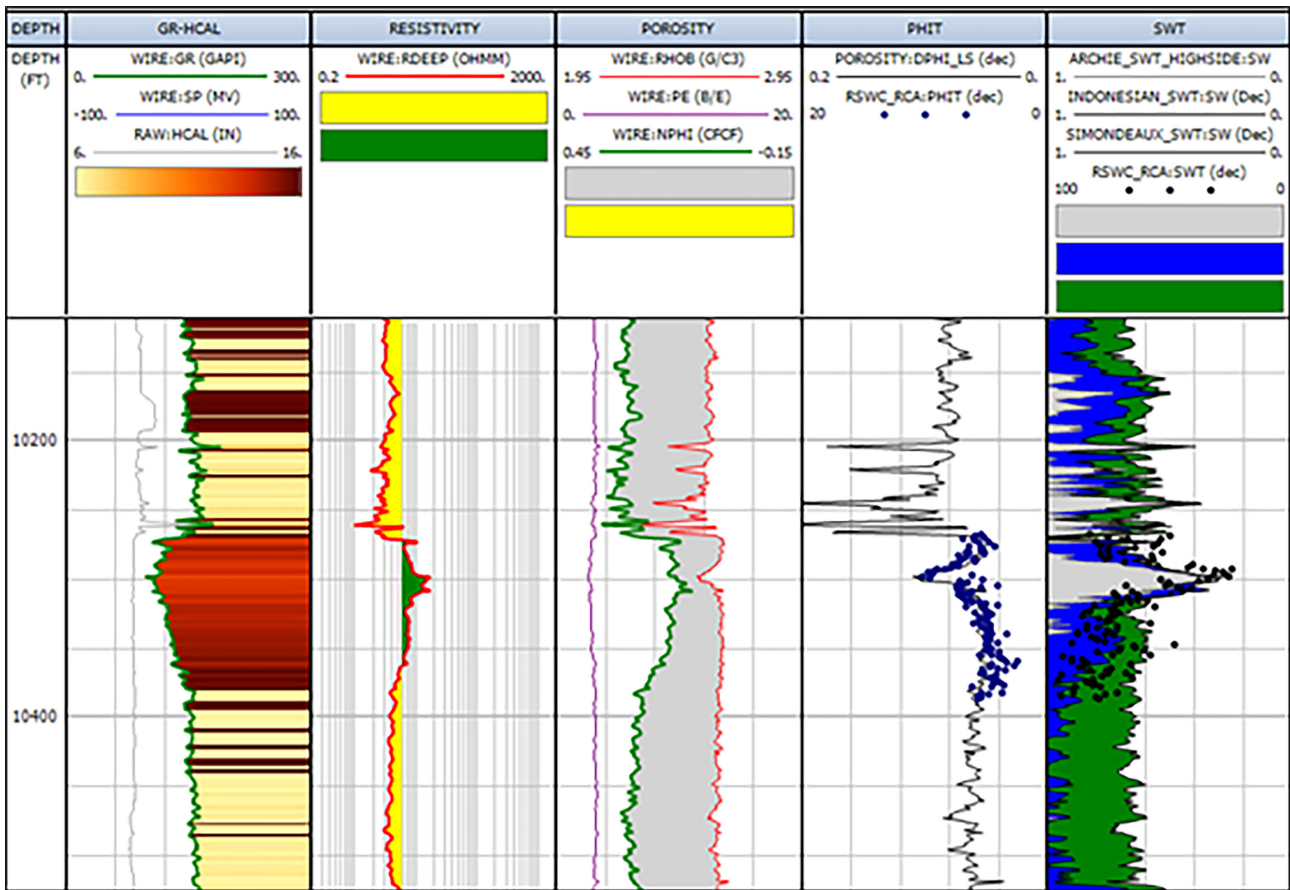 DEPTH GR-HCAL RESISTIVITY POROSITY PHIT SWT
DEPTH (FT)
WIRE:GR (GAPI)
0. 300.
WIRE:SP (MV)
-100. 100.
RAW:HCAL (IN)
6. 16.
WIRE:RDEEP (OHMM)
0.2 2000.
WIRE:RHOB (G/C3)
1.95 2.95
WIRE:PE (B/E)
0. 20.
WIRE:NPHI (CFCF)
0.45 -0.15
POROSITY:DPHI_LS (dec)
0.2 0.
RSWC_RCA:PHIT (dec)
20 0
ARCHIE_SWT_HIGHSIDE:SW
1. 0.
INDONESIAN_SWT:SW (Dec)
1. 0.
SIMONDEAUX_SWT:SW (Dec)
1. 0.
RSWC_RCA:SWT (dec)
100 0
10200
10400